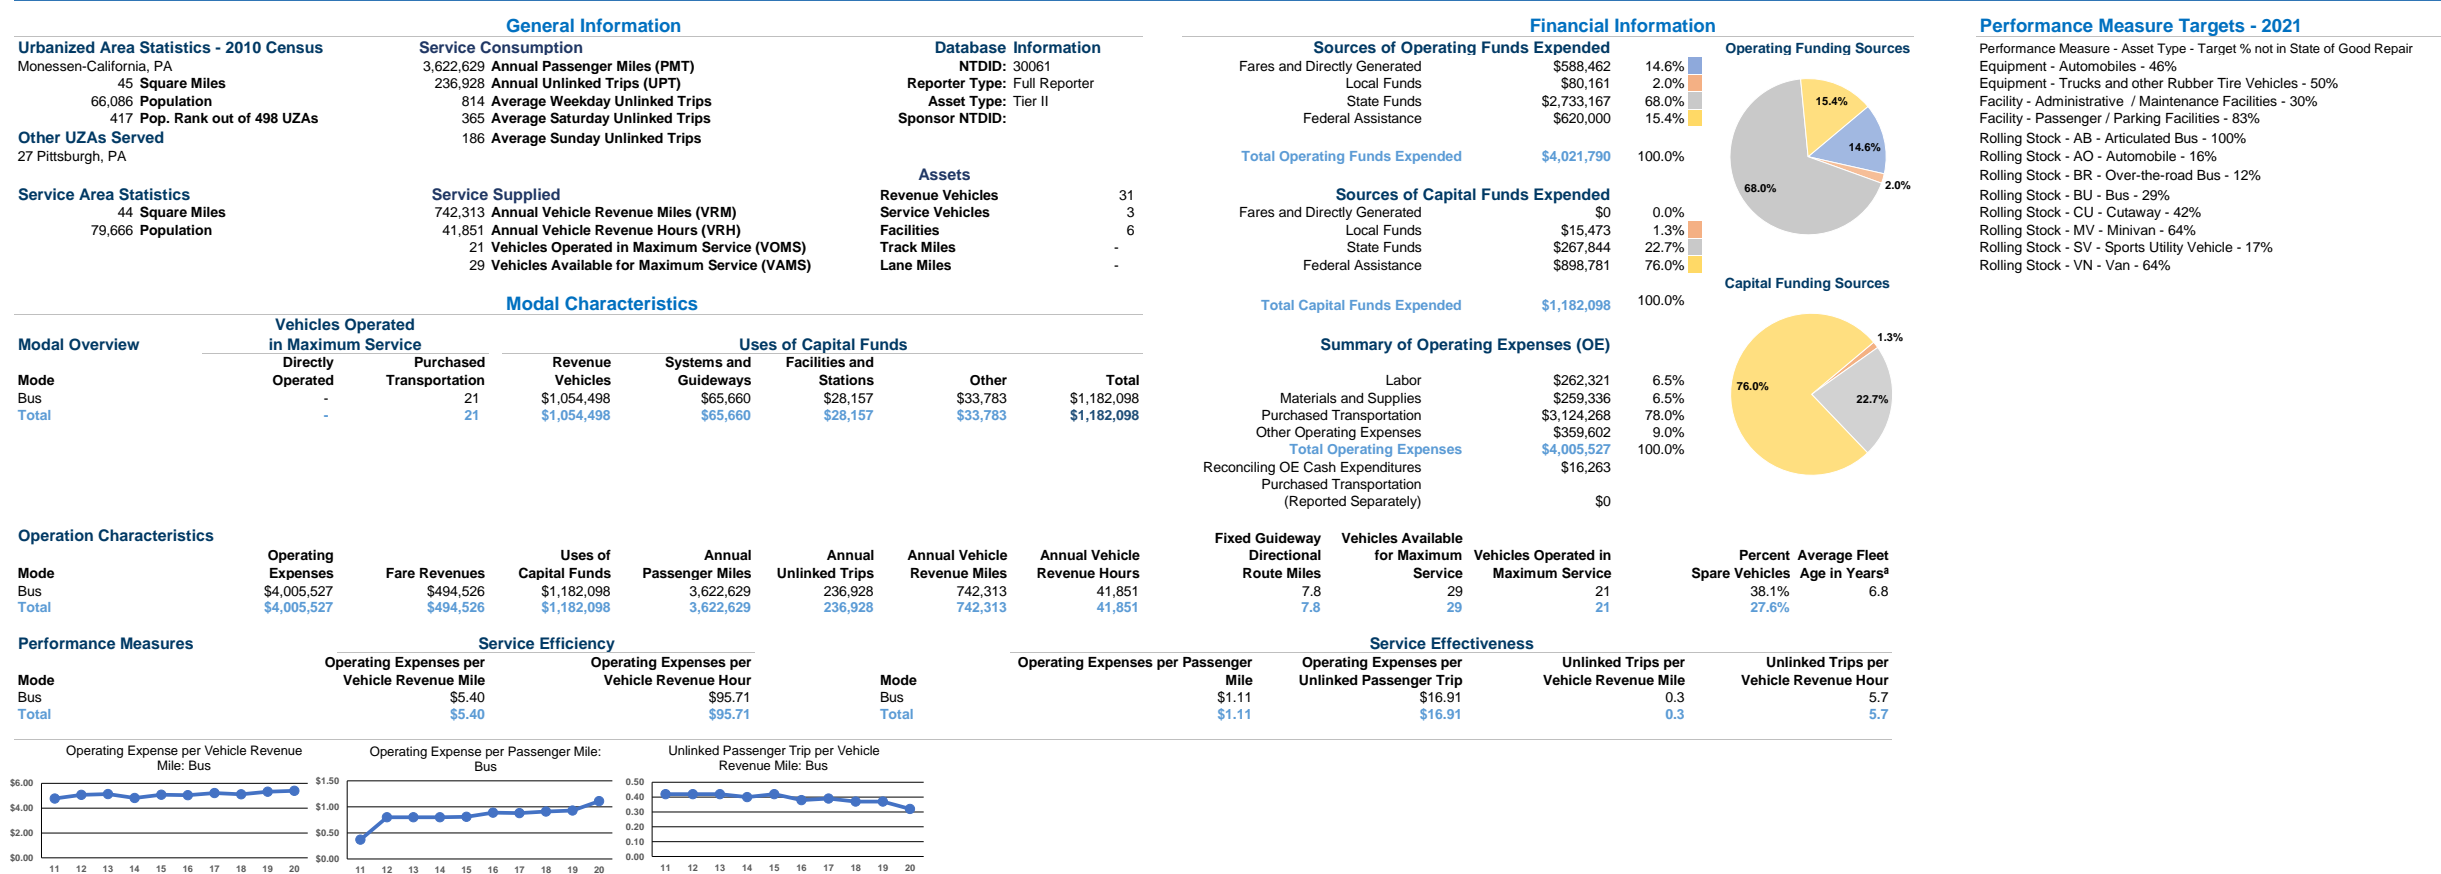 General Information
Urbanized Area Statistics - 2010 Census
Monessen-California, PA
45 Square Miles
66,086 Population
417 Pop. Rank out of 498 UZAs
Other UZAs Served
27 Pittsburgh, PA
Service Area Statistics
44 Square Miles
79,666 Population
Service Consumption
3,622,629 Annual Passenger Miles (PMT)
236,928 Annual Unlinked Trips (UPT)
814 Average Weekday Unlinked Trips
365 Average Saturday Unlinked Trips
186 Average Sunday Unlinked Trips
Service Supplied
742,313 Annual Vehicle Revenue Miles (VRM)
41,851 Annual Vehicle Revenue Hours (VRH)
21 Vehicles Operated in Maximum Service (VOMS)
29 Vehicles Available for Maximum Service (VAMS)
Database Information
NTDID: 30061
Reporter Type: Full Reporter
Asset Type: Tier II
Sponsor NTDID:
Assets
Revenue Vehicles 31
Service Vehicles 3
Facilities 6
Track Miles -
Lane Miles -
Financial Information
Sources of Operating Funds Expended
Fares and Directly Generated $588,462 14.6%
Local Funds $80,161 2.0%
State Funds $2,733,167 68.0%
Federal Assistance $620,000 15.4%
Total Operating Funds Expended $4,021,790 100.0%
Sources of Capital Funds Expended
Fares and Directly Generated $0 0.0%
Local Funds $15,473 1.3%
State Funds $267,844 22.7%
Federal Assistance $898,781 76.0%
Total Capital Funds Expended $1,182,098 100.0%
Summary of Operating Expenses (OE)
Labor $262,321 6.5%
Materials and Supplies $259,336 6.5%
Purchased Transportation $3,124,268 78.0%
Other Operating Expenses $359,602 9.0%
Total Operating Expenses $4,005,527 100.0%
Reconciling OE Cash Expenditures $16,263
Purchased Transportation
(Reported Separately) $0
Operating Funding Sources
15.4%
14.6%
2.0%
68.0%
Capital Funding Sources
1.3%
76.0%
22.7%
Performance Measure Targets - 2021
Performance Measure - Asset Type - Target % not in State of Good Repair
Equipment - Automobiles - 46%
Equipment - Trucks and other Rubber Tire Vehicles - 50%
Facility - Administrative / Maintenance Facilities - 30%
Facility - Passenger / Parking Facilities - 83%
Rolling Stock - AB - Articulated Bus - 100%
Rolling Stock - AO - Automobile - 16%
Rolling Stock - BR - Over-the-road Bus - 12%
Rolling Stock - BU - Bus - 29%
Rolling Stock - CU - Cutaway - 42%
Rolling Stock - MV - Minivan - 64%
Rolling Stock - SV - Sports Utility Vehicle - 17%
Rolling Stock - VN - Van - 64%
Modal Characteristics
Vehicles Operated
Modal Overview in Maximum Service Uses of Capital Funds
Directly Purchased Revenue Systems and Facilities and
Mode Operated Transportation Vehicles Guideways Stations Other Total
Bus - 21 $1,054,498 $65,660 $28,157 $33,783 $1,182,098
Total - 21 $1,054,498 $65,660 $28,157 $33,783 $1,182,098
Operation Characteristics
Fixed Guideway Vehicles Available
Operating Uses of Annual Annual Annual Vehicle Annual Vehicle Directional for Maximum Vehicles Operated in Percent Average Fleet
Mode Expenses Fare Revenues Capital Funds Passenger Miles Unlinked Trips Revenue Miles Revenue Hours Route Miles Service Maximum Service Spare Vehicles Age in Yearsª
Bus $4,005,527 $494,526 $1,182,098 3,622,629 236,928 742,313 41,851 7.8 29 21 38.1% 6.8
Total $4,005,527 $494,526 $1,182,098 3,622,629 236,928 742,313 41,851 7.8 29 21 27.6%
Performance Measures Service Efficiency Service Effectiveness
Operating Expenses per Operating Expenses per Operating Expenses per Passenger Operating Expenses per Unlinked Trips per Unlinked Trips per
Mode Vehicle Revenue Mile Vehicle Revenue Hour Mode Mile Unlinked Passenger Trip Vehicle Revenue Mile Vehicle Revenue Hour
Bus $5.40 $95.71 Bus $1.11 $16.91 0.3 5.7
Total $5.40 $95.71 Total $1.11 $16.91 0.3 5.7
Operating Expense per Vehicle Revenue
Mile: Bus
$6.00
$4.00
$2.00
$0.00
11 12 13 14 15 16 17 18 19 20
Operating Expense per Passenger Mile:
Bus
$1.50
$1.00
$0.50
$0.00
11 12 13 14 15 16 17 18 19 20
Unlinked Passenger Trip per Vehicle
Revenue Mile: Bus
0.50
0.40
0.30
0.20
0.10
0.00
11 12 13 14 15 16 17 18 19 20